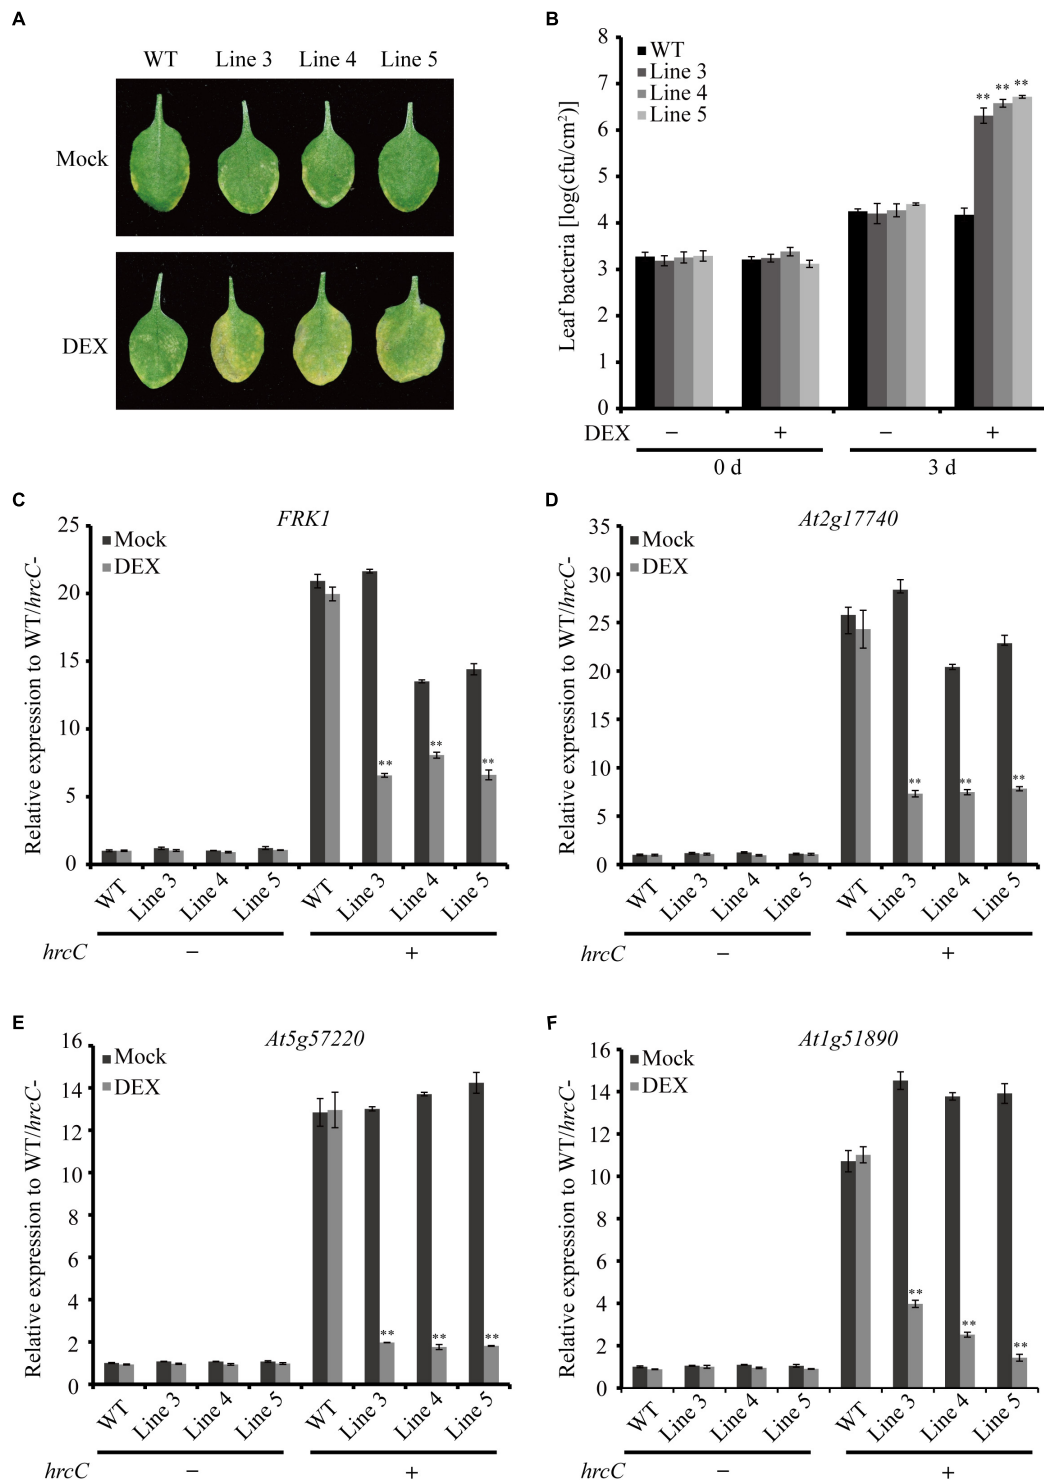 A
WT Line 3 Line 4 Line 5
Mock
DEX
B
Leaf bacteria [log(cfu/cm²)]
8
7
6
5
4
3
2
1
0
WT
Line 3
Line 4
Line 5
** ** **
DEX − + − +
0 d 3 d
C
FRK1
Relative expression to WT/hrcC-
25
20
15
10
5
0
Mock
DEX
** ** **
WT Line 3 Line 4 Line 5 WT Line 3 Line 4 Line 5
hrcC − +
D
At2g17740
Relative expression to WT/hrcC-
35
30
25
20
15
10
5
0
Mock
DEX
** ** **
WT Line 3 Line 4 Line 5 WT Line 3 Line 4 Line 5
hrcC − +
E
At5g57220
Relative expression to WT/hrcC-
16
14
12
10
8
6
4
2
0
Mock
DEX
** ** **
WT Line 3 Line 4 Line 5 WT Line 3 Line 4 Line 5
hrcC − +
F
At1g51890
Relative expression to WT/hrcC-
16
14
12
10
8
6
4
2
0
Mock
DEX
** ** **
WT Line 3 Line 4 Line 5 WT Line 3 Line 4 Line 5
hrcC − +